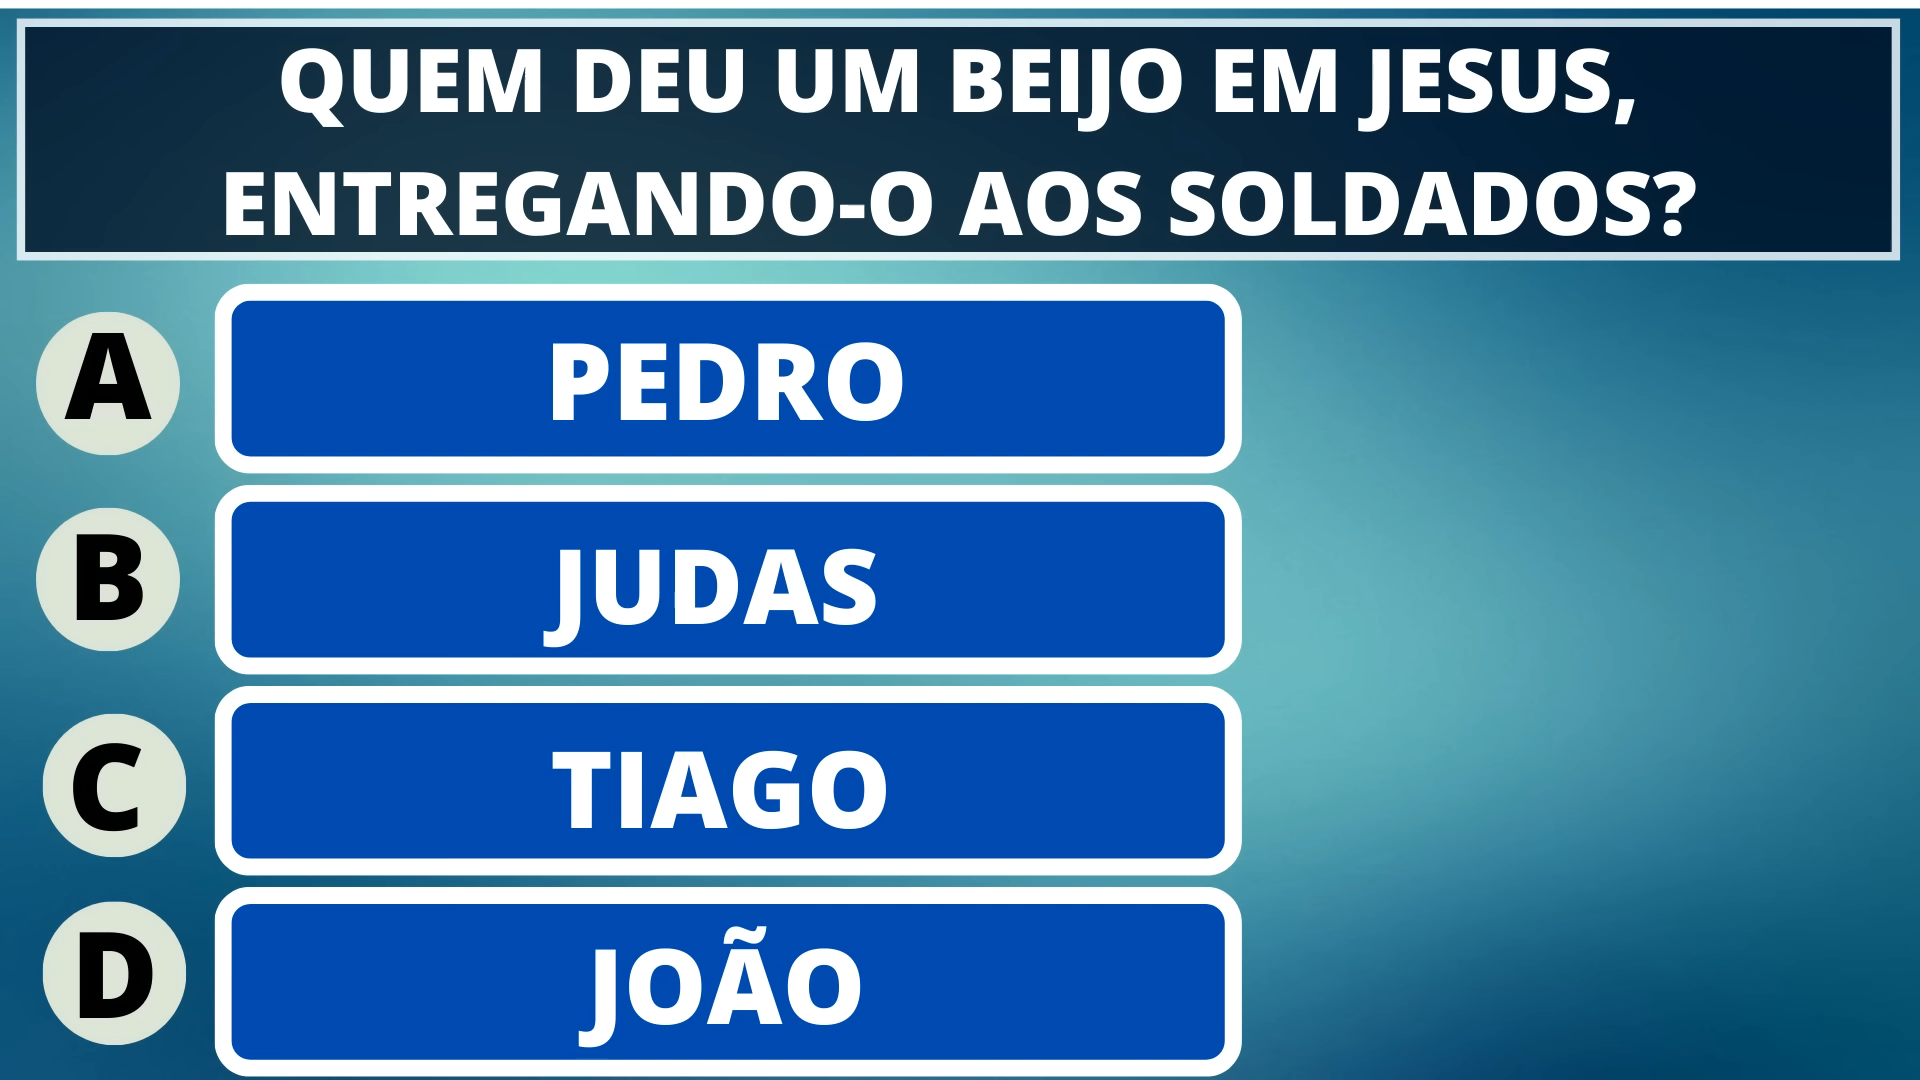 QUEM DEU UM BEIJO EM JESUS,
ENTREGANDO-O AOS SOLDADOS?
A
PEDRO
B
JUDAS
C
TIAGO
D
JOÃO